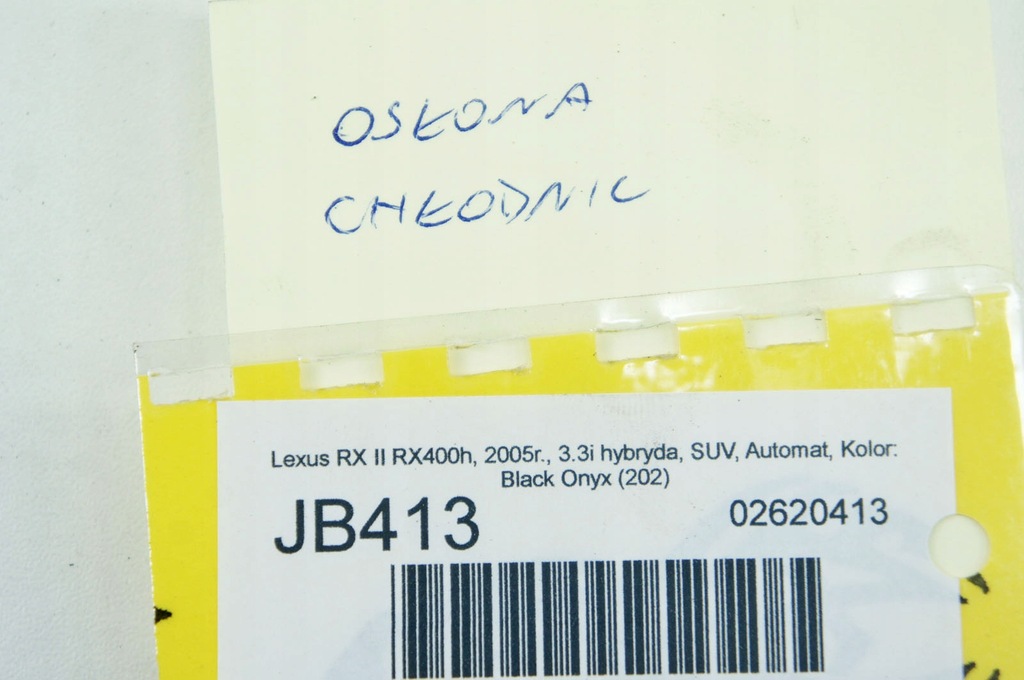 OSŁONA
CHŁODNIC
Lexus RX II RX400h, 2005r., 3.3i hybryda, SUV, Automat, Kolor:
Black Onyx (202)
JB413 02620413